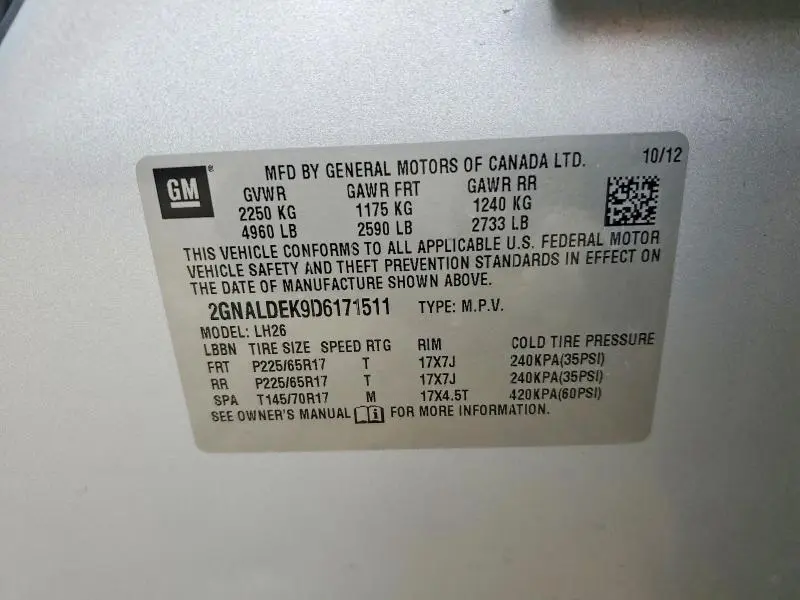 GM® MFD BY GENERAL MOTORS OF CANADA LTD. 10/12
GVWR GAWR FRT GAWR RR
2250 KG 1175 KG 1240 KG
4960 LB 2590 LB 2733 LB
THIS VEHICLE CONFORMS TO ALL APPLICABLE U.S. FEDERAL MOTOR
VEHICLE SAFETY AND THEFT PREVENTION STANDARDS IN EFFECT ON
THE DATE OF MANUFACTURE SHOWN ABOVE.
2GNALDEK9D6171511 TYPE: M.P.V.
MODEL: LH26
LBBN TIRE SIZE SPEED RTG RIM COLD TIRE PRESSURE
FRT P225/65R17 T 17X7J 240KPA(35PSI)
RR P225/65R17 T 17X7J 240KPA(35PSI)
SPA T145/70R17 M 17X4.5T 420KPA(60PSI)
SEE OWNER'S MANUAL FOR MORE INFORMATION.